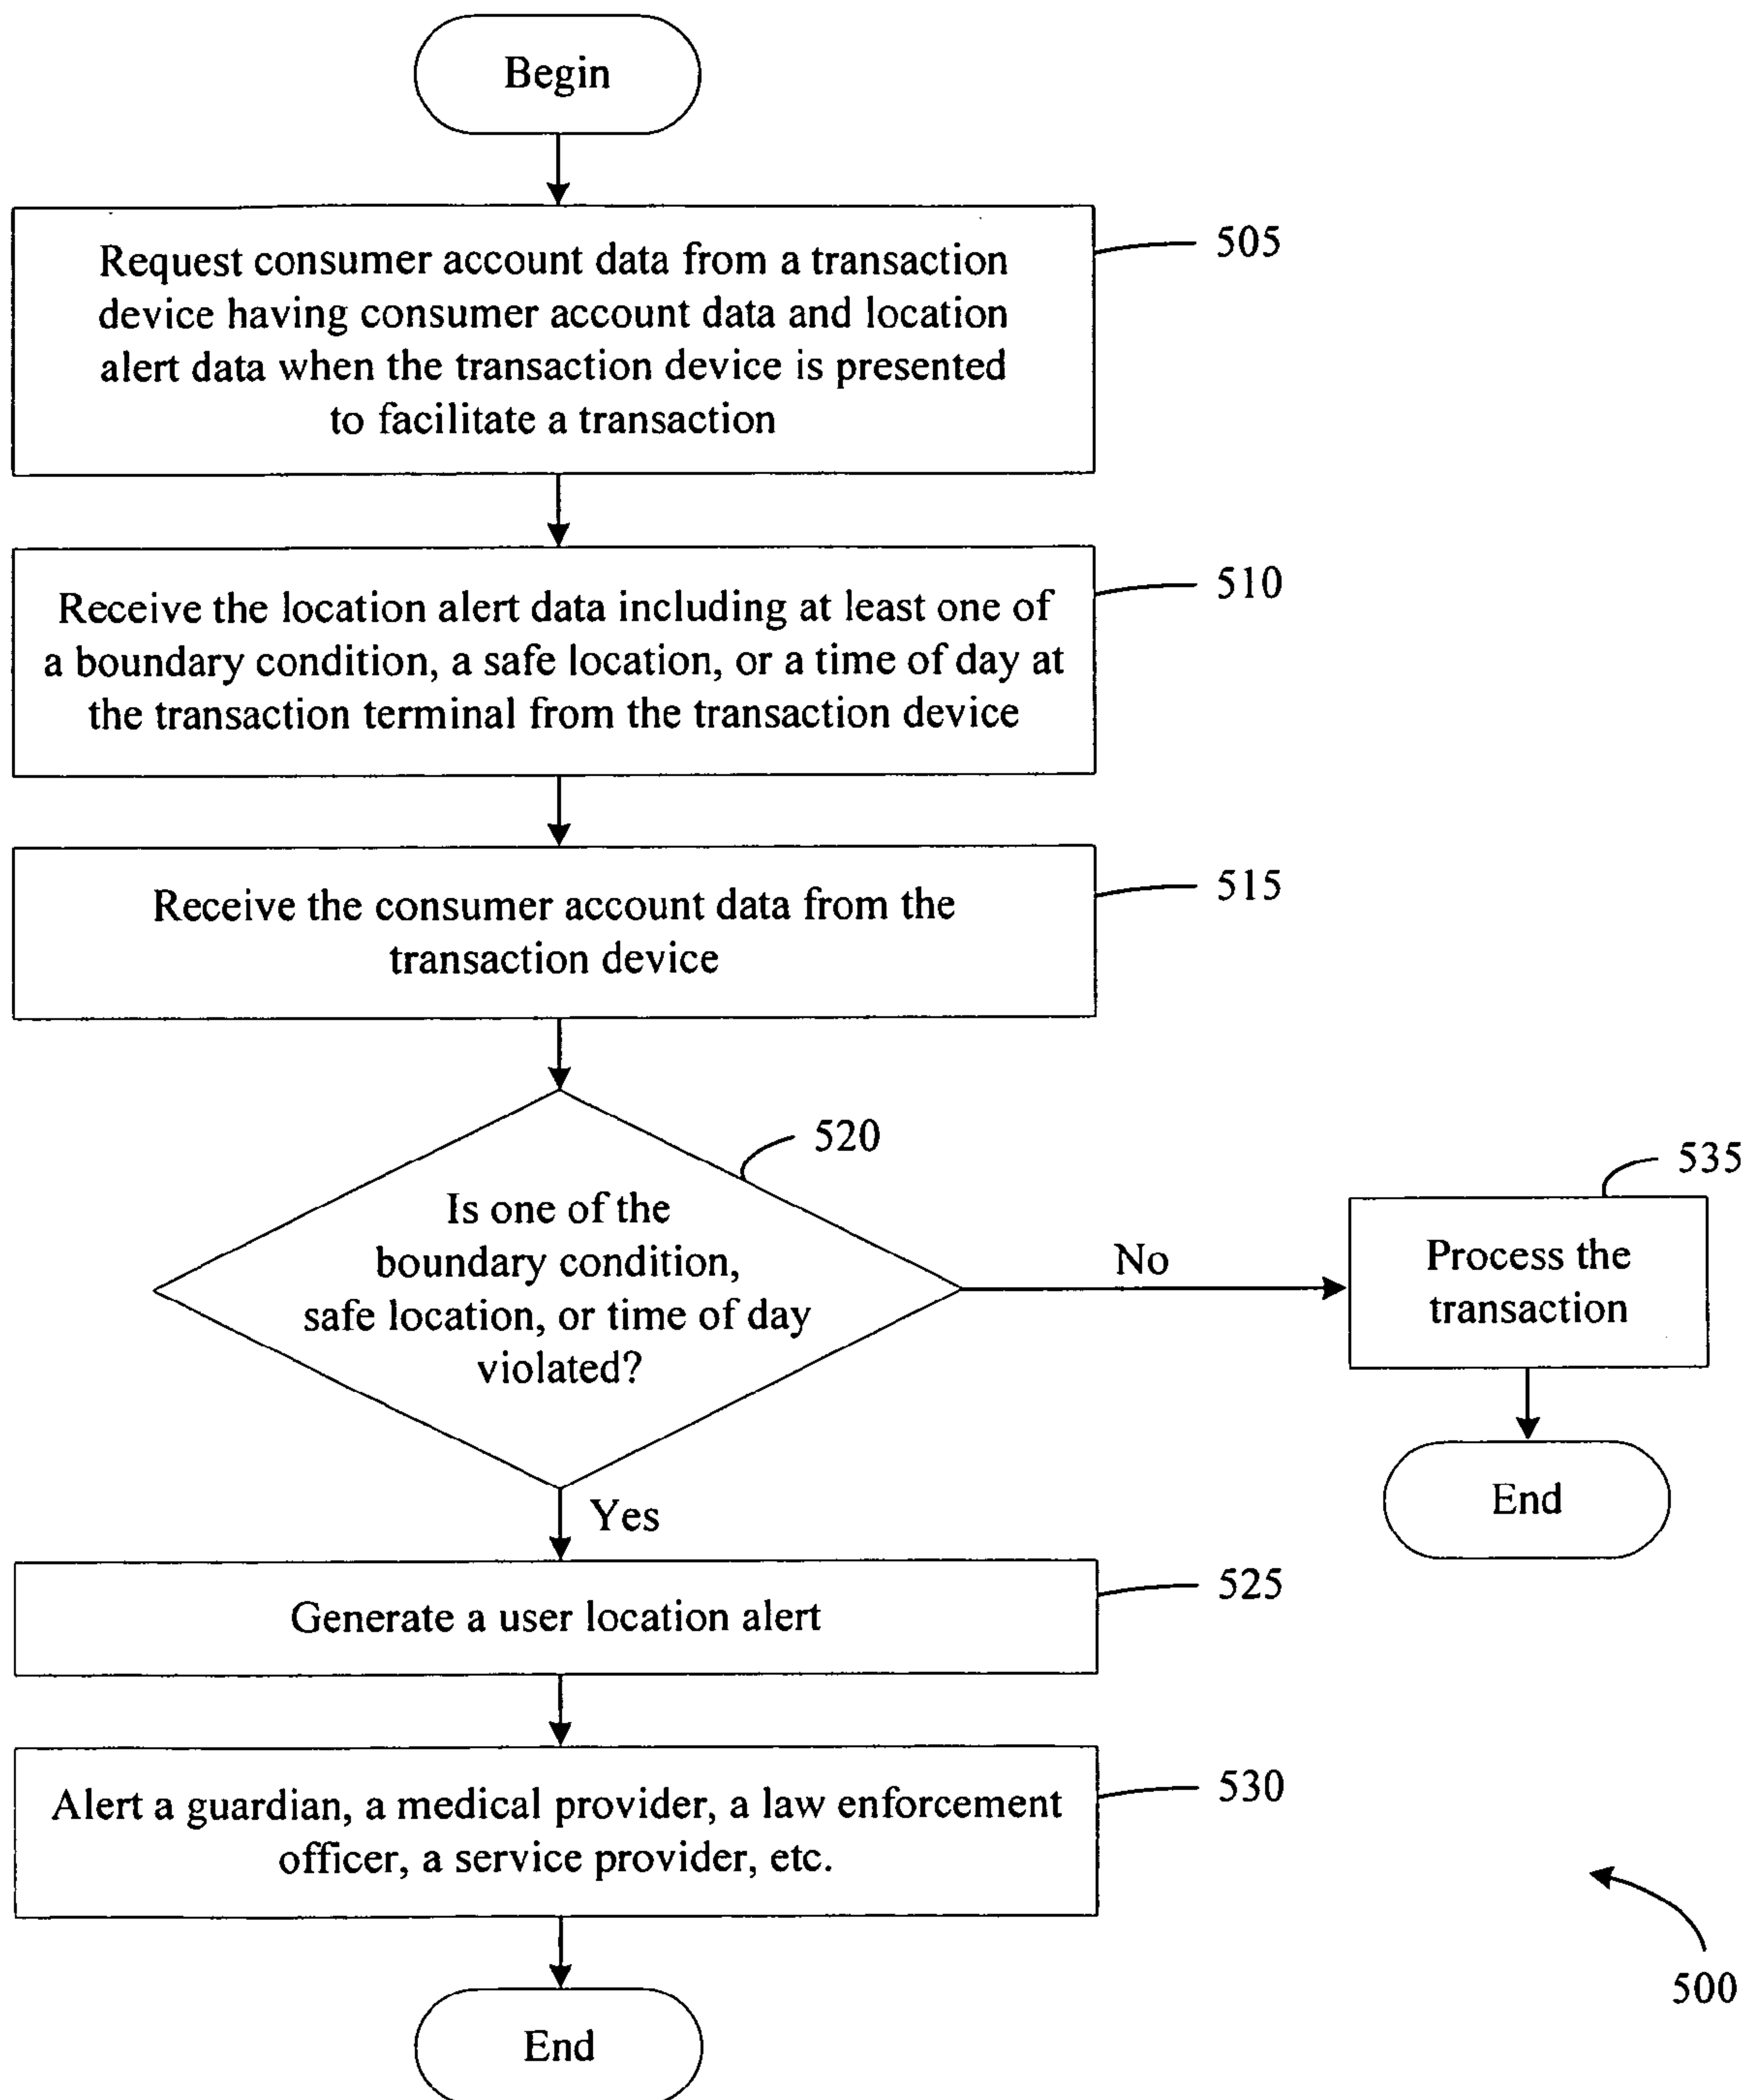 Begin
Request consumer account data from a transaction
device having consumer account data and location
alert data when the transaction device is presented
to facilitate a transaction
505
Receive the location alert data including at least one of
a boundary condition, a safe location, or a time of day at
the transaction terminal from the transaction device
510
Receive the consumer account data from the
transaction device
515
Is one of the
boundary condition,
safe location, or time of day
violated?
520
No
Process the
transaction
535
End
Yes
Generate a user location alert
525
Alert a guardian, a medical provider, a law enforcement
officer, a service provider, etc.
530
End
500